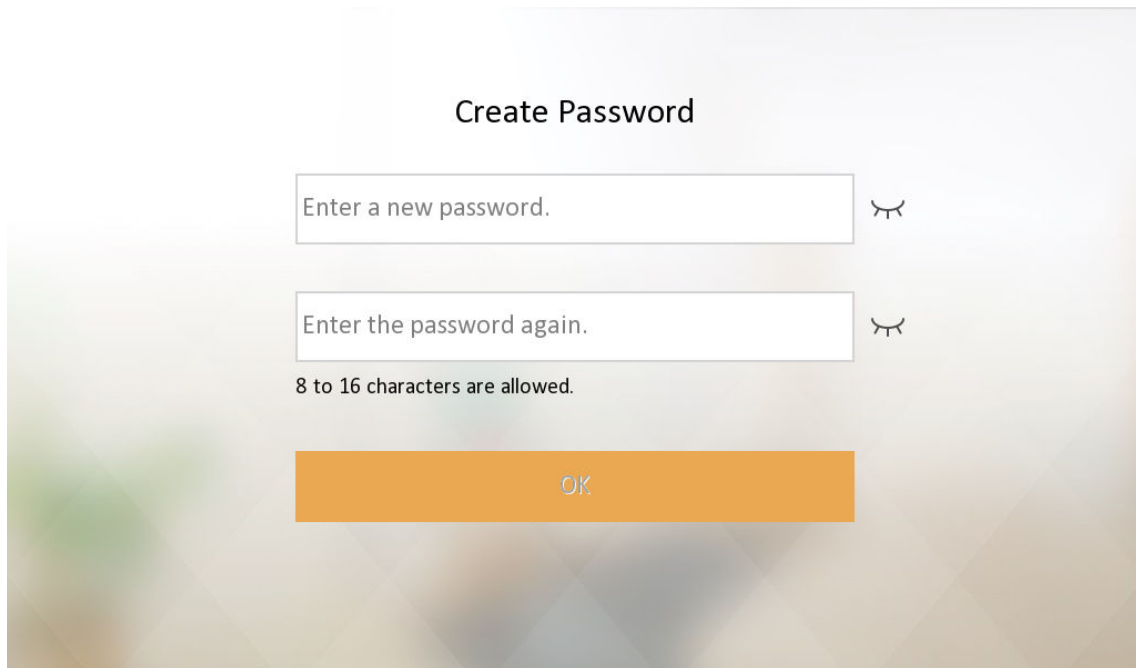 Create Password
Enter a new password.
Enter the password again.
8 to 16 characters are allowed.
OK